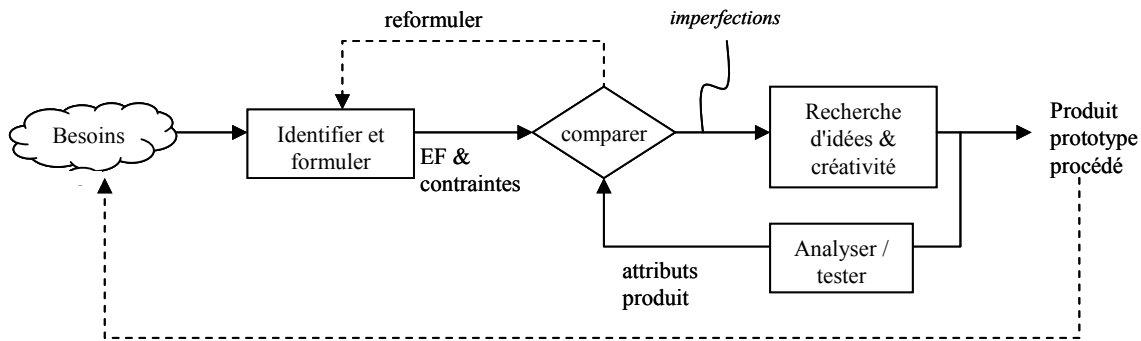 reformuler
imperfections
Besoins
Identifier et
formuler
EF &
contraintes
comparer
Recherche
d'idées &
créativité
Produit
prototype
procédé
attributs
produit
Analyser /
tester